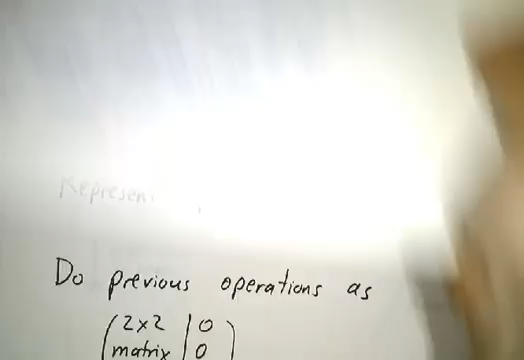 Do previous operations as
(2x2 | 0)
(matrix | 0)